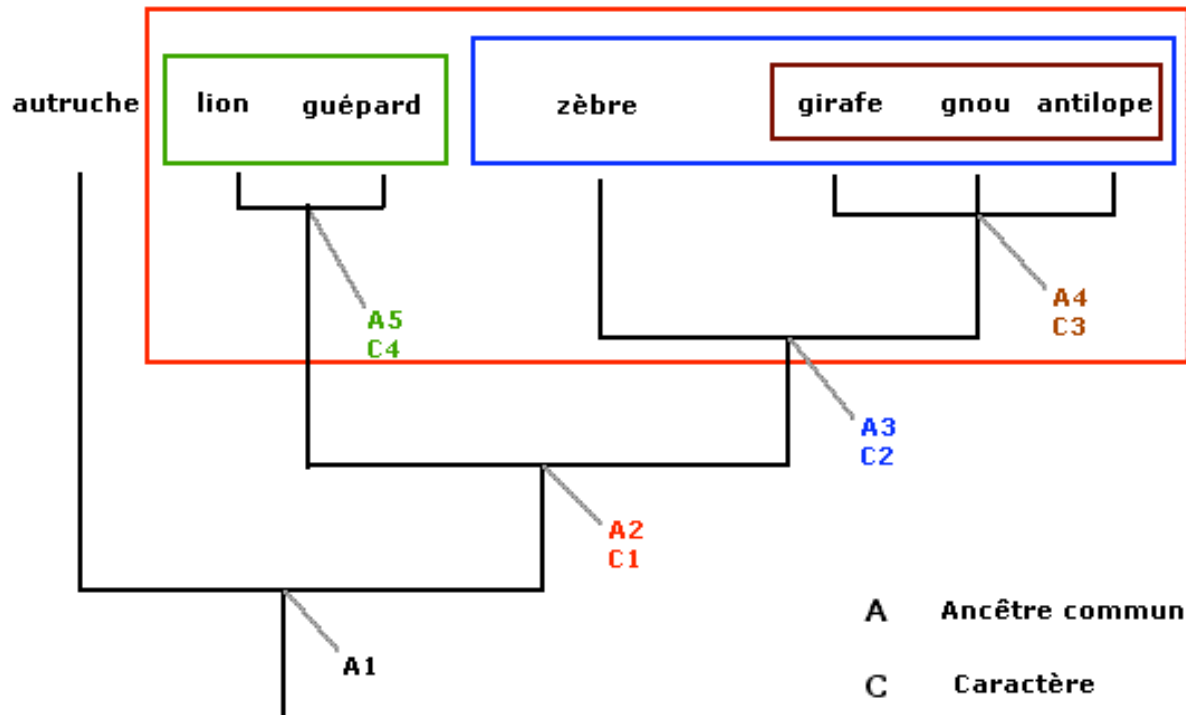 autruche lion guépard zèbre girafe gnou antilope
A4
C3
A5
C4
A3
C2
A2
C1
A Ancêtre commun
A1
C Caractère